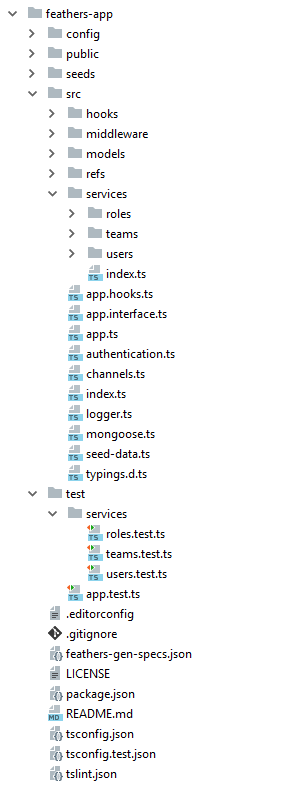 feathers-app
config
public
seeds
src
hooks
middleware
models
refs
services
roles
teams
users
index.ts
app.hooks.ts
app.interface.ts
app.ts
authentication.ts
channels.ts
index.ts
logger.ts
mongoose.ts
seed-data.ts
typings.d.ts
test
services
roles.test.ts
teams.test.ts
users.test.ts
app.test.ts
.editorconfig
.gitignore
feathers-gen-specs.json
LICENSE
package.json
README.md
tsconfig.json
tsconfig.test.json
tslint.json